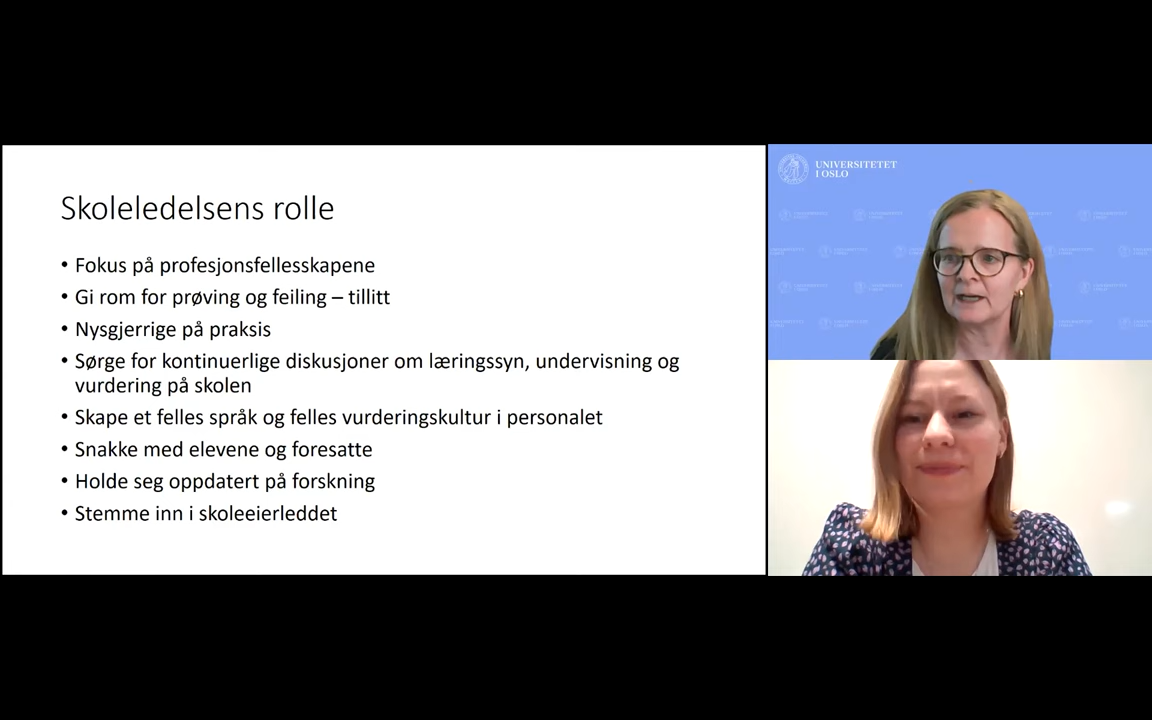 Skoleledelsens rolle
• Fokus på profesjonsfellesskapene
• Gi rom for prøving og feiling – tillitt
• Nysgjerrige på praksis
• Sørge for kontinuerlige diskusjoner om læringssyn, undervisning og
vurdering på skolen
• Skape et felles språk og felles vurderingskultur i personalet
• Snakke med elevene og foresatte
• Holde seg oppdatert på forskning
• Stemme inn i skoleeierleddet
UNIVERSITETET
I OSLO